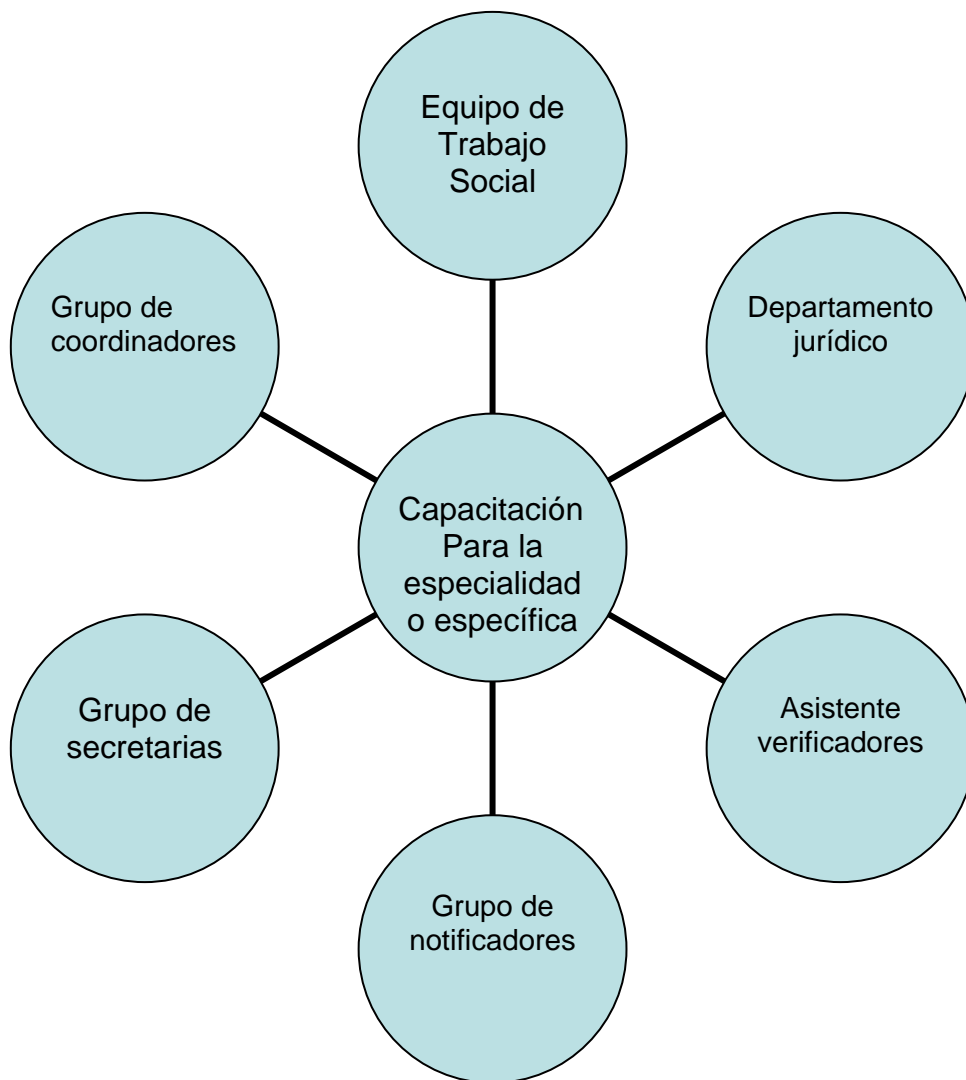 Equipo de
Trabajo
Social
Grupo de
coordinadores
Departamento
jurídico
Capacitación
Para la
especialidad
o específica
Grupo de
secretarias
Asistente
verificadores
Grupo de
notificadores